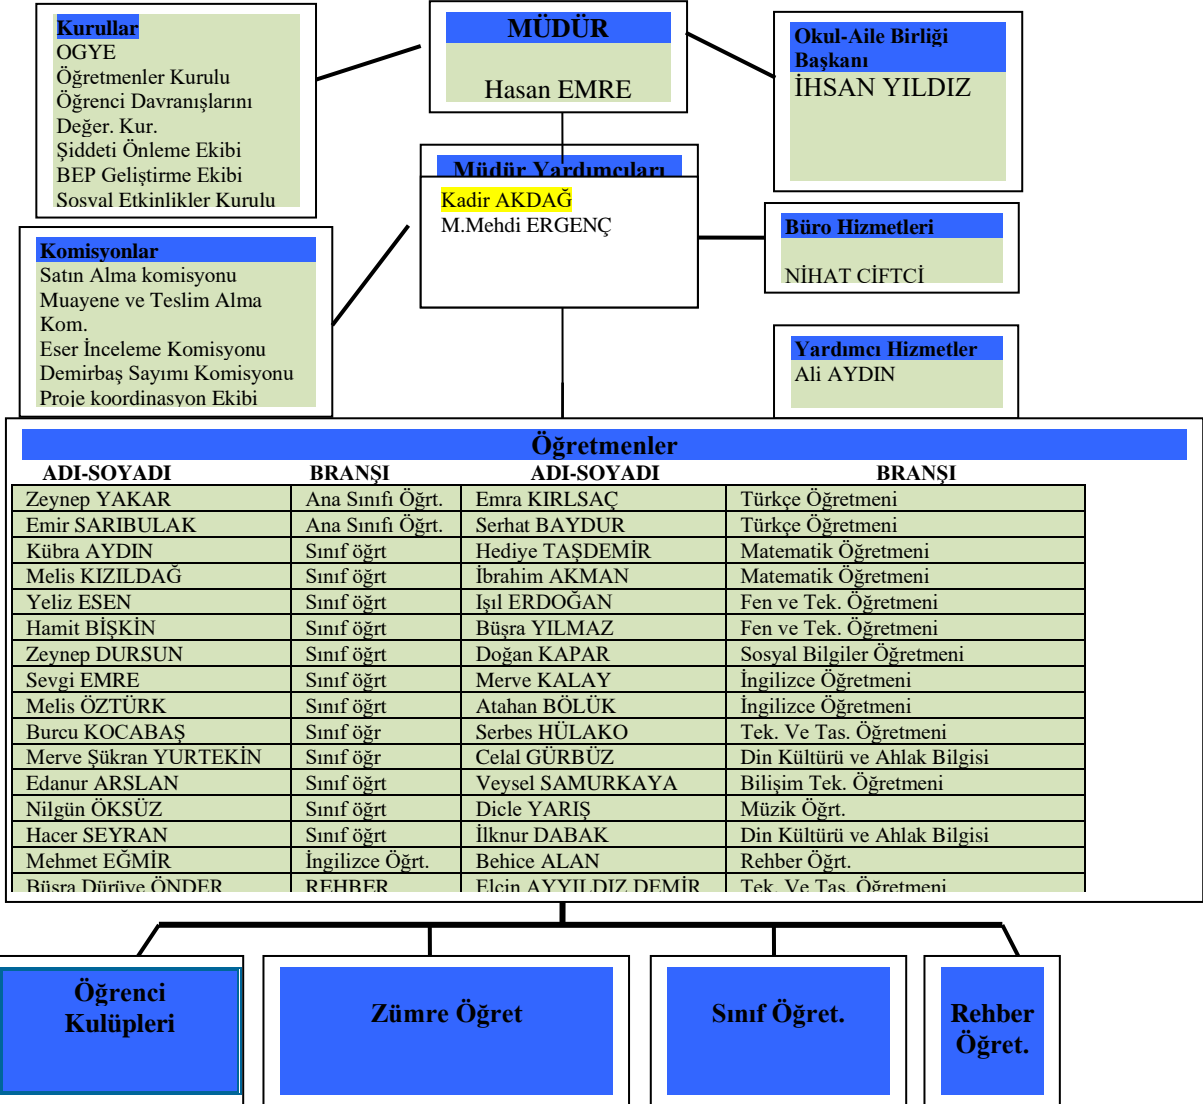 Kurullar
OGYE
Öğretmenler Kurulu
Öğrenci Davranışlarını
Değer. Kur.
Şiddeti Önleme Ekibi
BEP Geliştirme Ekibi
Sosyal Etkinlikler Kurulu
MÜDÜR
Hasan EMRE
Okul-Aile Birliği
Başkanı
İHSAN YILDIZ
Müdür Yardımcıları
Kadir AKDAĞ
M.Mehdi ERGENÇ
Büro Hizmetleri
NİHAT CİFTCİ
Komisyonlar
Satın Alma komisyonu
Muayene ve Teslim Alma
Kom.
Eser İnceleme Komisyonu
Demirbaş Sayımı Komisyonu
Proje koordinasyon Ekibi
Yardımcı Hizmetler
Ali AYDIN
Öğretmenler
ADI-SOYADI BRANŞI ADI-SOYADI BRANŞI
Zeynep YAKAR Ana Sınıfı Öğrt. Emra KIRLSAÇ Türkçe Öğretmeni
Emir SARIBULAK Ana Sınıfı Öğrt. Serhat BAYDUR Türkçe Öğretmeni
Kübra AYDIN Sınıf öğrt Hediye TAŞDEMİR Matematik Öğretmeni
Melis KIZILDAĞ Sınıf öğrt İbrahim AKMAN Matematik Öğretmeni
Yeliz ESEN Sınıf öğrt Işıl ERDOĞAN Fen ve Tek. Öğretmeni
Hamit BİŞKİN Sınıf öğrt Büşra YILMAZ Fen ve Tek. Öğretmeni
Zeynep DURSUN Sınıf öğrt Doğan KAPAR Sosyal Bilgiler Öğretmeni
Sevgi EMRE Sınıf öğrt Merve KALAY İngilizce Öğretmeni
Melis ÖZTÜRK Sınıf öğrt Atahan BÖLÜK İngilizce Öğretmeni
Burcu KOCABAŞ Sınıf öğr Serbes HÜLAKO Tek. Ve Tas. Öğretmeni
Merve Şükran YURTEKİN Sınıf öğr Celal GÜRBÜZ Din Kültürü ve Ahlak Bilgisi
Edanur ARSLAN Sınıf öğrt Veysel SAMURKAYA Bilişim Tek. Öğretmeni
Nilgün ÖKSÜZ Sınıf öğrt Dicle YARIŞ Müzik Öğrt.
Hacer SEYRAN Sınıf öğrt İlknur DABAK Din Kültürü ve Ahlak Bilgisi
Mehmet EĞMİR İngilizce Öğrt. Behice ALAN Rehber Öğrt.
Büşra Dürüye ÖNDER REHBER Elçin AYYILDIZ DEMİR Tek. Ve Tas. Öğretmeni
Öğrenci
Kulüpleri
Zümre Öğret
Sınıf Öğret.
Rehber
Öğret.